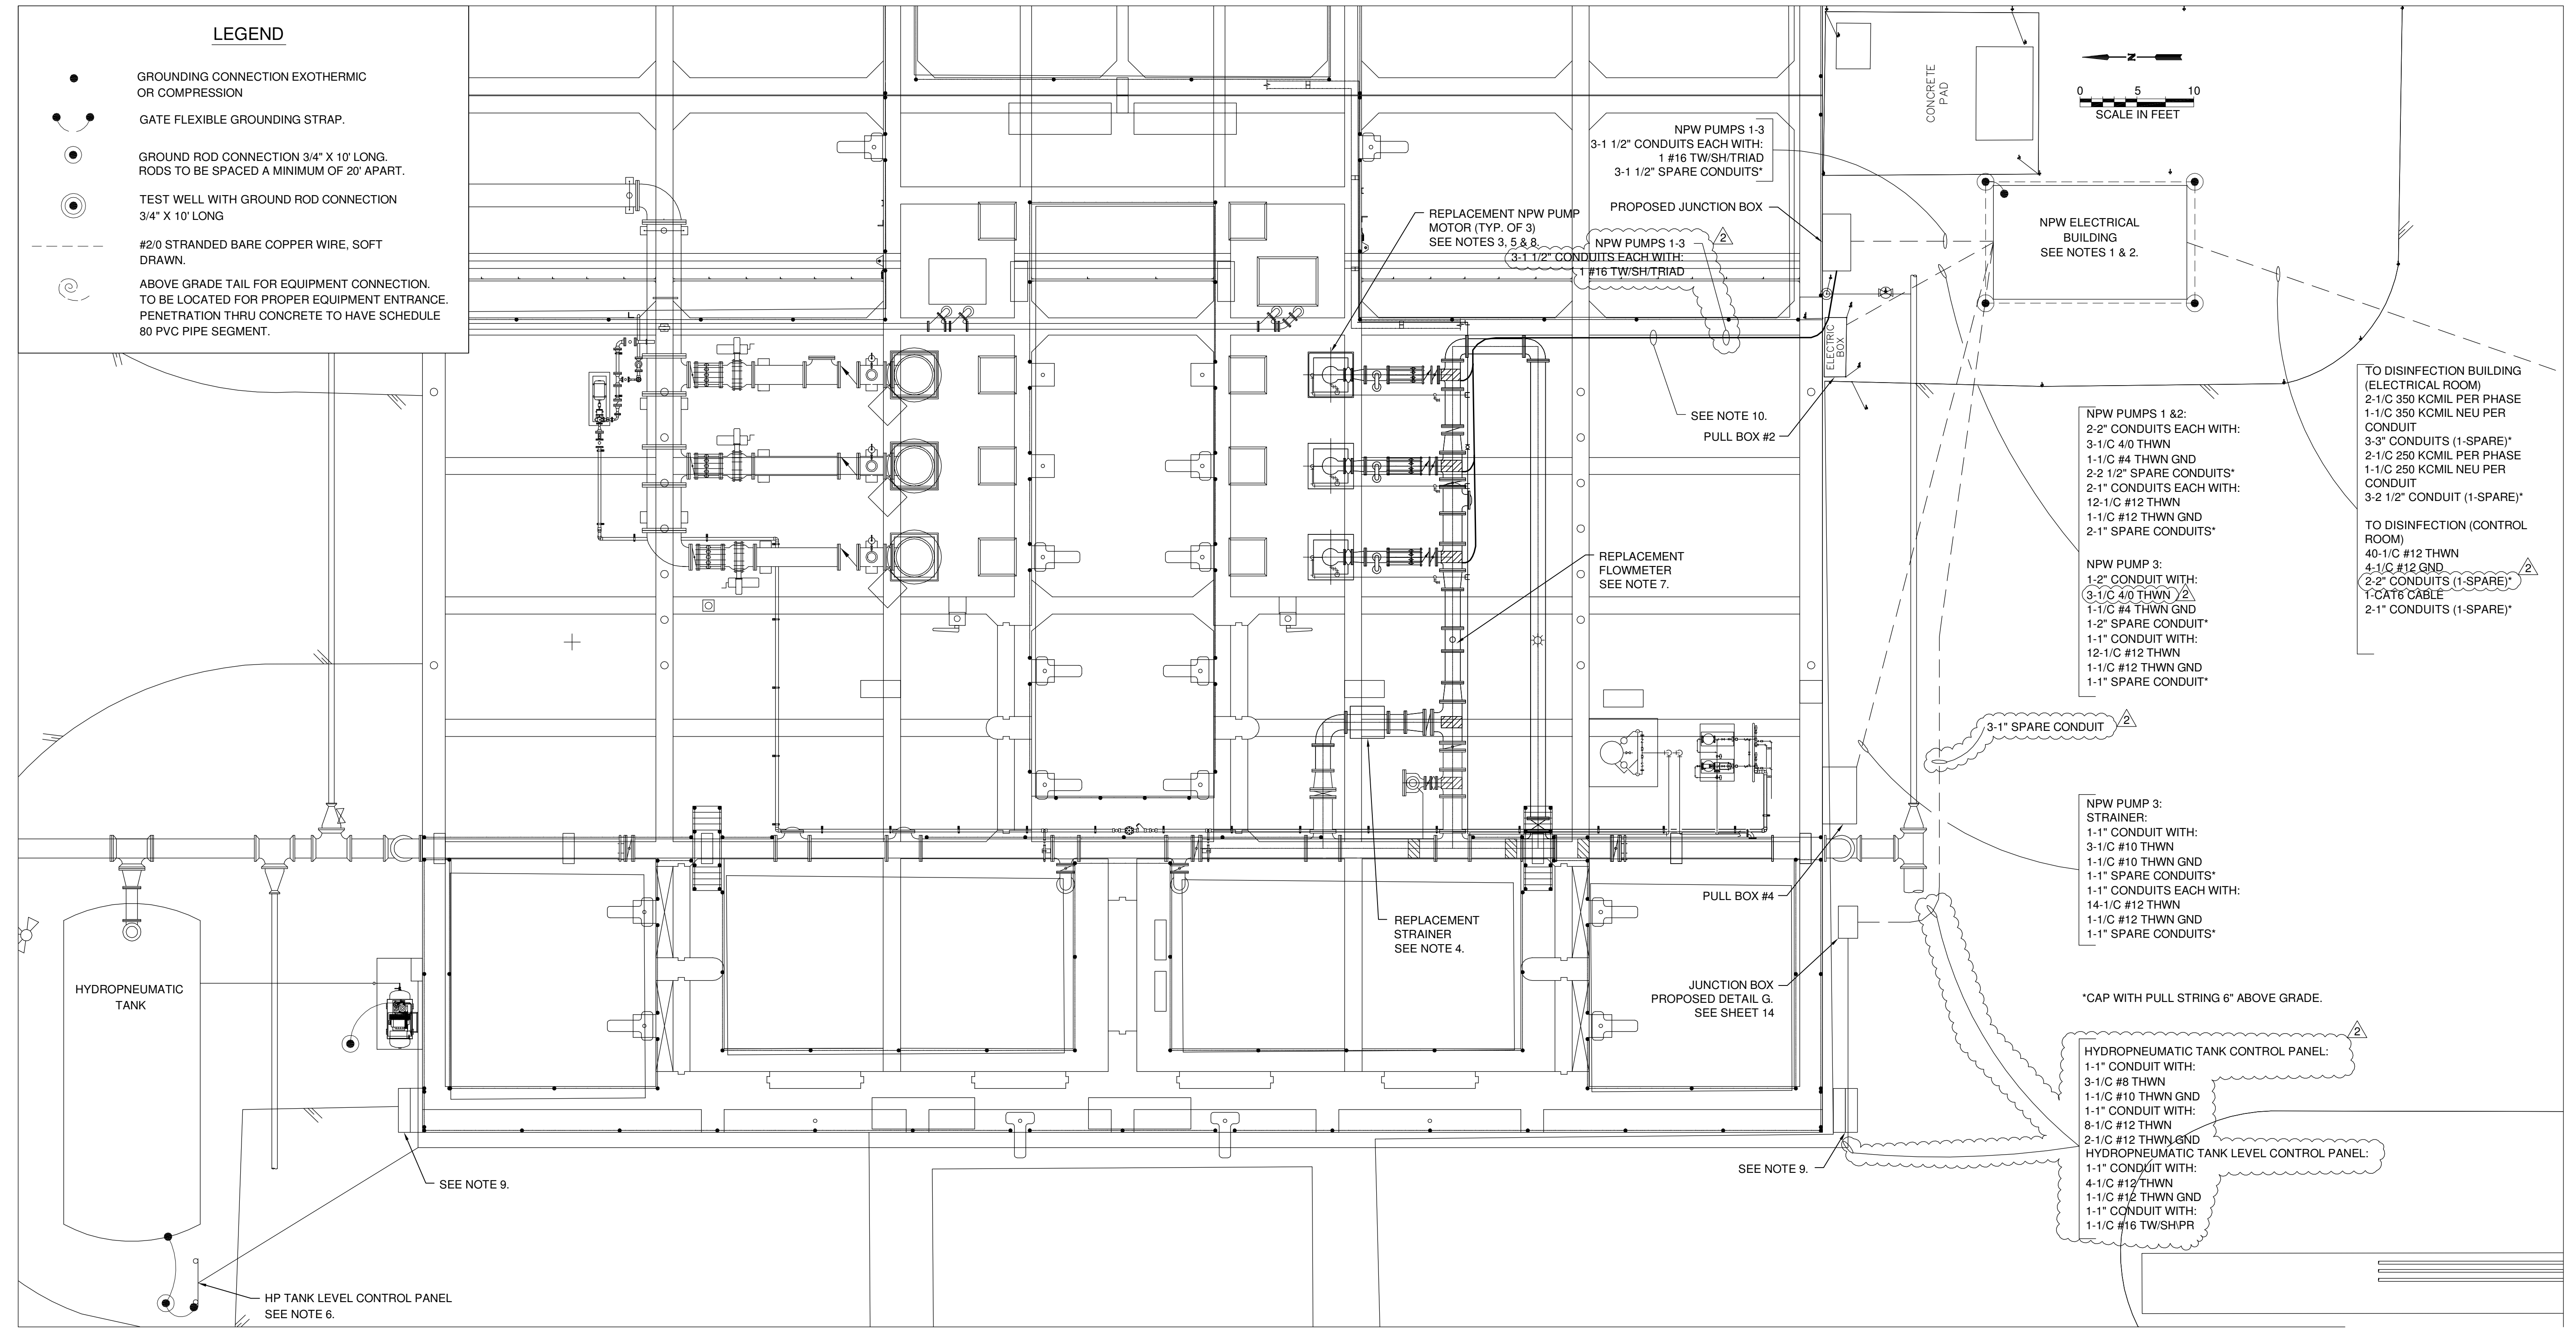 LEGEND
GROUNDING CONNECTION EXOTHERMIC
OR COMPRESSION
GATE FLEXIBLE GROUNDING STRAP.
GROUND ROD CONNECTION 3/4" X 10' LONG.
RODS TO BE SPACED A MINIMUM OF 20' APART.
TEST WELL WITH GROUND ROD CONNECTION
3/4" X 10' LONG
#2/0 STRANDED BARE COPPER WIRE, SOFT
DRAWN.
ABOVE GRADE TAIL FOR EQUIPMENT CONNECTION.
TO BE LOCATED FOR PROPER EQUIPMENT ENTRANCE.
PENETRATION THRU CONCRETE TO HAVE SCHEDULE
80 PVC PIPE SEGMENT.
CONCRETE
PAD
N
0 5 10
SCALE IN FEET
NPW PUMPS 1-3
3-1 1/2" CONDUITS EACH WITH:
1 #16 TW/SH/TRIAD
3-1 1/2" SPARE CONDUITS*
PROPOSED JUNCTION BOX
REPLACEMENT NPW PUMP
MOTOR (TYP. OF 3)
SEE NOTES 3, 5 & 8.
NPW PUMPS 1-3
3-1 1/2" CONDUITS EACH WITH:
1 #16 TW/SH/TRIAD
2
NPW ELECTRICAL
BUILDING
SEE NOTES 1 & 2.
ELECTRIC
BOX
SEE NOTE 10.
PULL BOX #2
TO DISINFECTION BUILDING
(ELECTRICAL ROOM)
2-1/C 350 KCMIL PER PHASE
1-1/C 350 KCMIL NEU PER
CONDUIT
3-3" CONDUITS (1-SPARE)*
2-1/C 250 KCMIL PER PHASE
1-1/C 250 KCMIL NEU PER
CONDUIT
3-2 1/2" CONDUIT (1-SPARE)*
TO DISINFECTION (CONTROL
ROOM)
40-1/C #12 THWN
4-1/C #12 GND
2-2" CONDUITS (1-SPARE)*
2
1-CAT6 CABLE
2-1" CONDUITS (1-SPARE)*
NPW PUMPS 1 &2:
2-2" CONDUITS EACH WITH:
3-1/C 4/0 THWN
1-1/C #4 THWN GND
2-2 1/2" SPARE CONDUITS*
2-1" CONDUITS EACH WITH:
12-1/C #12 THWN
1-1/C #12 THWN GND
2-1" SPARE CONDUITS*
NPW PUMP 3:
1-2" CONDUIT WITH:
3-1/C 4/0 THWN
2
1-1/C #4 THWN GND
1-2" SPARE CONDUIT*
1-1" CONDUIT WITH:
12-1/C #12 THWN
1-1/C #12 THWN GND
1-1" SPARE CONDUIT*
REPLACEMENT
FLOWMETER
SEE NOTE 7.
3-1" SPARE CONDUIT
2
NPW PUMP 3:
STRAINER:
1-1" CONDUIT WITH:
3-1/C #10 THWN
1-1/C #10 THWN GND
1-1" SPARE CONDUITS*
1-1" CONDUITS EACH WITH:
14-1/C #12 THWN
1-1/C #12 THWN GND
1-1" SPARE CONDUITS*
PULL BOX #4
REPLACEMENT
STRAINER
SEE NOTE 4.
JUNCTION BOX
PROPOSED DETAIL G.
SEE SHEET 14
HYDROPNEUMATIC
TANK
*CAP WITH PULL STRING 6" ABOVE GRADE.
2
HYDROPNEUMATIC TANK CONTROL PANEL:
1-1" CONDUIT WITH:
3-1/C #8 THWN
1-1/C #10 THWN GND
1-1" CONDUIT WITH:
8-1/C #12 THWN
2-1/C #12 THWN GND
HYDROPNEUMATIC TANK LEVEL CONTROL PANEL:
1-1" CONDUIT WITH:
4-1/C #12 THWN
1-1/C #12 THWN GND
1-1" CONDUIT WITH:
1-1/C #16 TW/SH\PR
SEE NOTE 9.
SEE NOTE 9.
HP TANK LEVEL CONTROL PANEL
SEE NOTE 6.